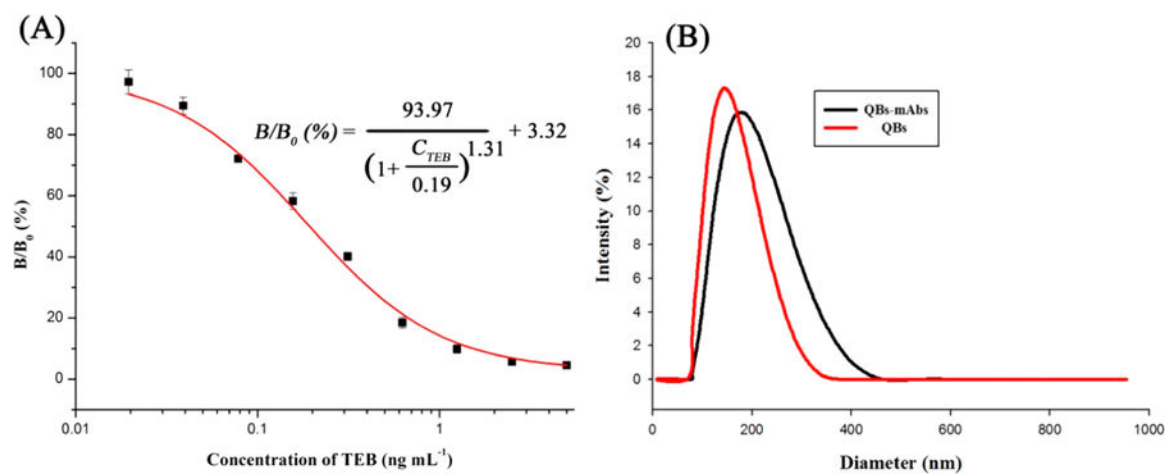 (A)
100
80
60
40
20
0
B/B₀ (%)
B/B₀ (%) = 93.97 / (1+ C_TEB / 0.19)^1.31 + 3.32
0.01 0.1 1
Concentration of TEB (ng mL⁻¹)
(B)
20
18
16
14
12
10
8
6
4
2
0
Intensity (%)
QBs-mAbs
QBs
0 200 400 600 800 1000
Diameter (nm)